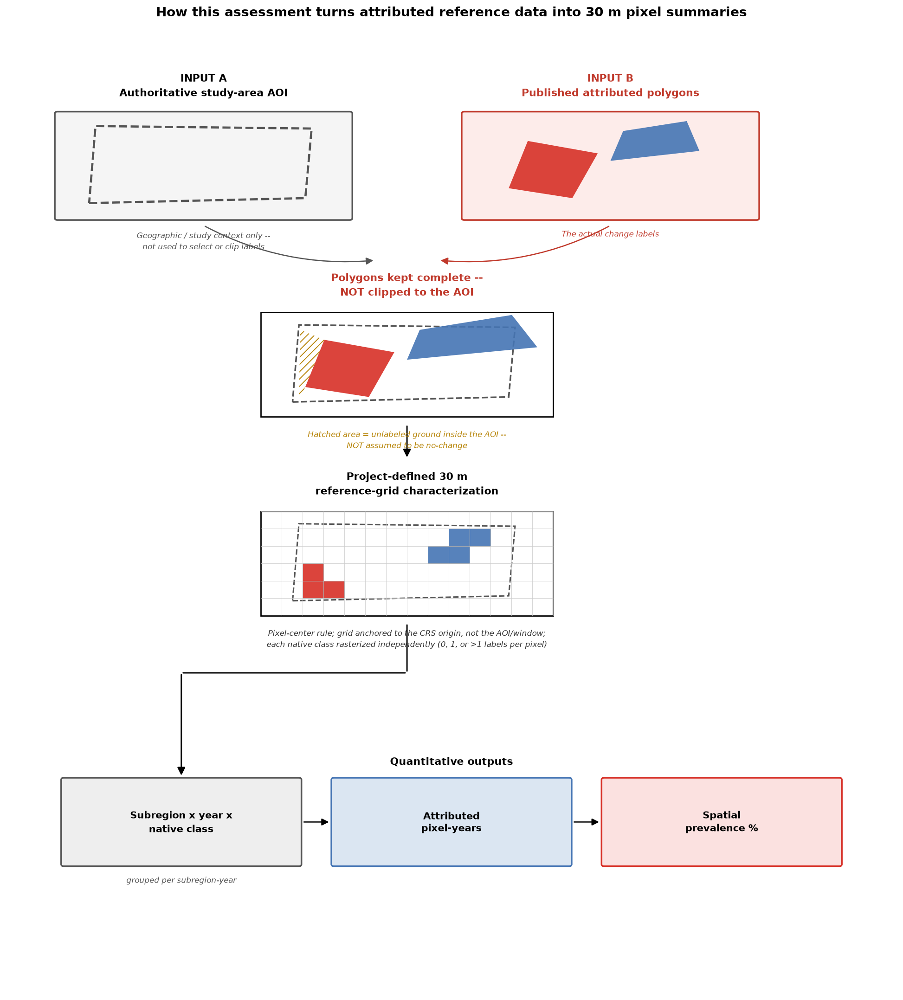 How this assessment turns attributed reference data into 30 m pixel summaries
INPUT A
Authoritative study-area AOI
INPUT B
Published attributed polygons
Geographic / study context only --
not used to select or clip labels
The actual change labels
Polygons kept complete --
NOT clipped to the AOI
Hatched area = unlabeled ground inside the AOI --
NOT assumed to be no-change
Project-defined 30 m
reference-grid characterization
Pixel-center rule; grid anchored to the CRS origin, not the AOI/window;
each native class rasterized independently (0, 1, or >1 labels per pixel)
Quantitative outputs
Subregion x year x
native class
Attributed
pixel-years
Spatial
prevalence %
grouped per subregion-year